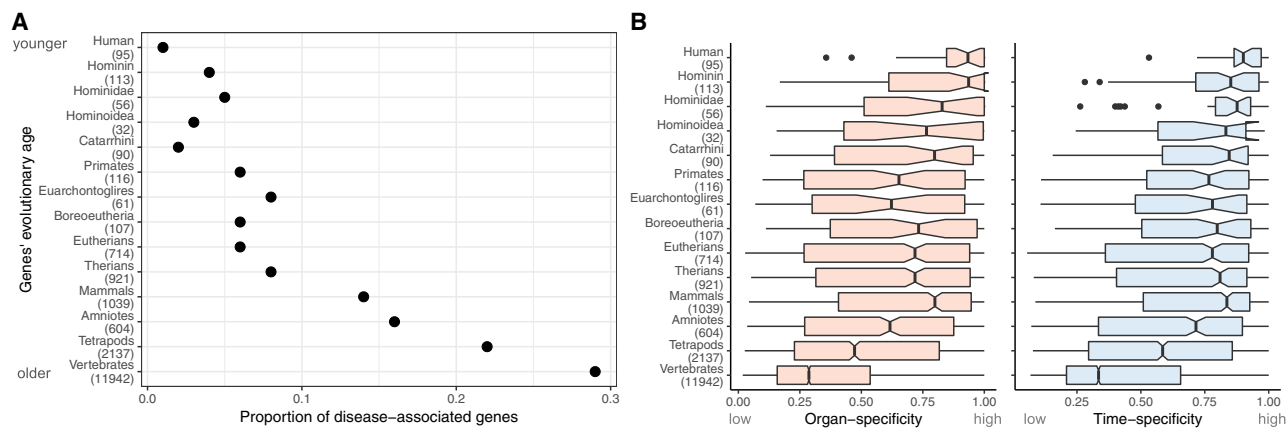 A
younger
Human
(95)
Hominin
(113)
Hominidae
(56)
Hominoidea
(32)
Catarrhini
(90)
Primates
(116)
Euarchontoglires
(61)
Boreoeutheria
(107)
Eutherians
(714)
Therians
(921)
Mammals
(1039)
Amniotes
(604)
Tetrapods
(2137)
Vertebrates
(11942)
older
Genes' evolutionary age
0.0
0.1
0.2
0.3
Proportion of disease−associated genes
B
Human
(95)
Hominin
(113)
Hominidae
(56)
Hominoidea
(32)
Catarrhini
(90)
Primates
(116)
Euarchontoglires
(61)
Boreoeutheria
(107)
Eutherians
(714)
Therians
(921)
Mammals
(1039)
Amniotes
(604)
Tetrapods
(2137)
Vertebrates
(11942)
0.00 0.25 0.50 0.75 1.00
low Organ−specificity high
0.25 0.50 0.75 1.00
low Time−specificity high